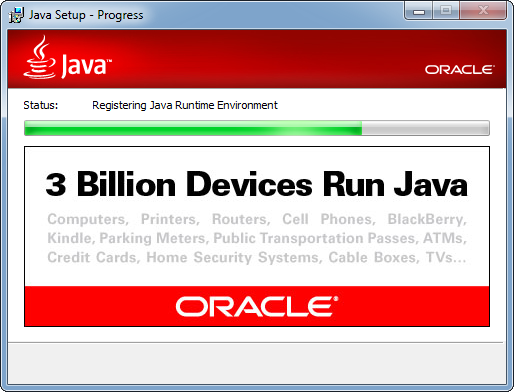 Java Setup - Progress
Java™
ORACLE®
Status: Registering Java Runtime Environment
3 Billion Devices Run Java
Computers, Printers, Routers, Cell Phones, BlackBerry,
Kindle, Parking Meters, Public Transportation Passes, ATMs,
Credit Cards, Home Security Systems, Cable Boxes, TVs...
ORACLE®